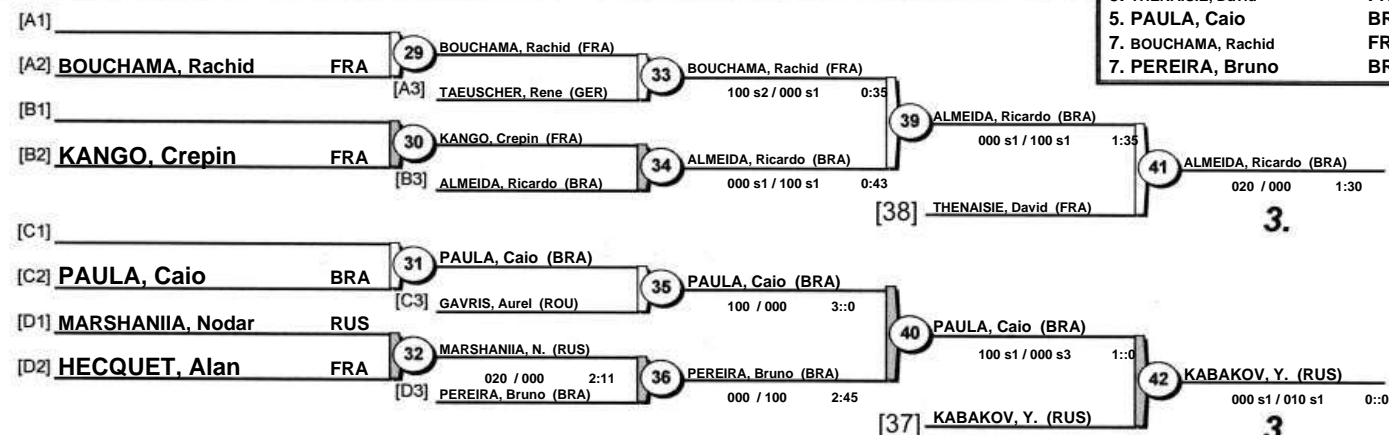 5. PAULA, Caio BR
7. BOUCHAMA, Rachid FR
7. PEREIRA, Bruno BR
[A1]
[A2] BOUCHAMA, Rachid FRA
29
BOUCHAMA, Rachid (FRA)
[A3] TAEUSCHER, Rene (GER)
33
BOUCHAMA, Rachid (FRA)
100 s2 / 000 s1 0:35
[B1]
[B2] KANGO, Crepin FRA
30
KANGO, Crepin (FRA)
[B3] ALMEIDA, Ricardo (BRA)
34
ALMEIDA, Ricardo (BRA)
000 s1 / 100 s1 0:43
39
ALMEIDA, Ricardo (BRA)
000 s1 / 100 s1 1:35
[38] THENAISIE, David (FRA)
41
ALMEIDA, Ricardo (BRA)
020 / 000 1:30
3.
[C1]
[C2] PAULA, Caio BRA
31
PAULA, Caio (BRA)
[C3] GAVRIS, Aurel (ROU)
35
PAULA, Caio (BRA)
100 / 000 3::0
[D1] MARSHANIIA, Nodar RUS
[D2] HECQUET, Alan FRA
32
MARSHANIIA, N. (RUS)
020 / 000 2:11
[D3] PEREIRA, Bruno (BRA)
36
PEREIRA, Bruno (BRA)
000 / 100 2:45
40
PAULA, Caio (BRA)
100 s1 / 000 s3 1::0
[37] KABAKOV, Y. (RUS)
42
KABAKOV, Y. (RUS)
000 s1 / 010 s1 0::0
3